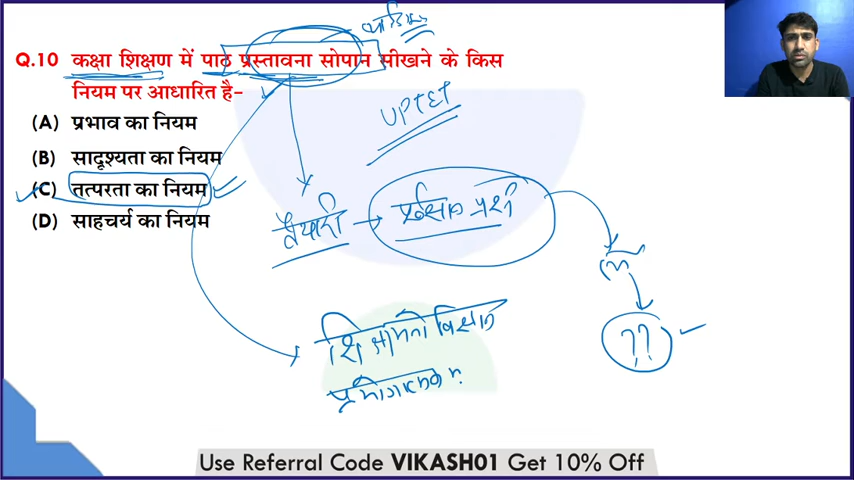 Q.10 कक्षा शिक्षण में पाठ प्रस्तावना सोपान सीखने के किस
नियम पर आधारित है-
(A) प्रभाव का नियम
(B) सादृश्यता का नियम
(C) तत्परता का नियम
(D) साहचर्य का नियम
UPTET
तैयारी
??
Use Referral Code VIKASH01 Get 10% Off